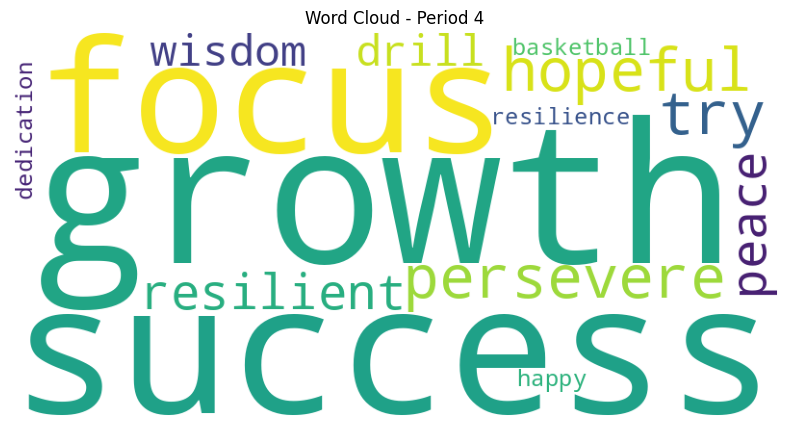 Word Cloud - Period 4
wisdom
drill
basketball
focus
hopeful
dedication
resilience
try
growth
peace
persevere
resilient
success
happy